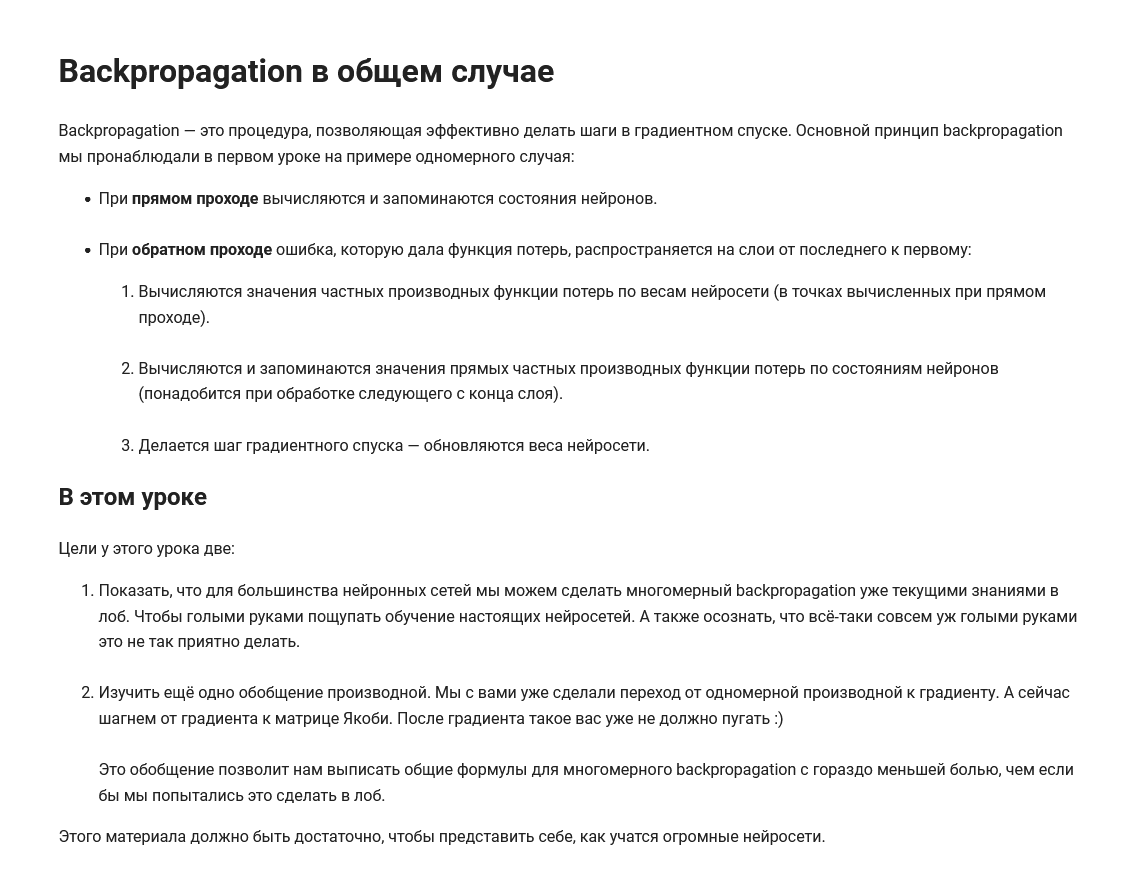 Backpropagation в общем случае
Backpropagation — это процедура, позволяющая эффективно делать шаги в градиентном спуске. Основной принцип backpropagation
мы пронаблюдали в первом уроке на примере одномерного случая:
• При прямом проходе вычисляются и запоминаются состояния нейронов.
• При обратном проходе ошибка, которую дала функция потерь, распространяется на слои от последнего к первому:
1. Вычисляются значения частных производных функции потерь по весам нейросети (в точках вычисленных при прямом
проходе).
2. Вычисляются и запоминаются значения прямых частных производных функции потерь по состояниям нейронов
(понадобится при обработке следующего с конца слоя).
3. Делается шаг градиентного спуска — обновляются веса нейросети.
В этом уроке
Цели у этого урока две:
1. Показать, что для большинства нейронных сетей мы можем сделать многомерный backpropagation уже текущими знаниями в
лоб. Чтобы голыми руками пощупать обучение настоящих нейросетей. А также осознать, что всё-таки совсем уж голыми руками
это не так приятно делать.
2. Изучить ещё одно обобщение производной. Мы с вами уже сделали переход от одномерной производной к градиенту. А сейчас
шагнем от градиента к матрице Якоби. После градиента такое вас уже не должно пугать :)
Это обобщение позволит нам выписать общие формулы для многомерного backpropagation с гораздо меньшей болью, чем если
бы мы попытались это сделать в лоб.
Этого материала должно быть достаточно, чтобы представить себе, как учатся огромные нейросети.